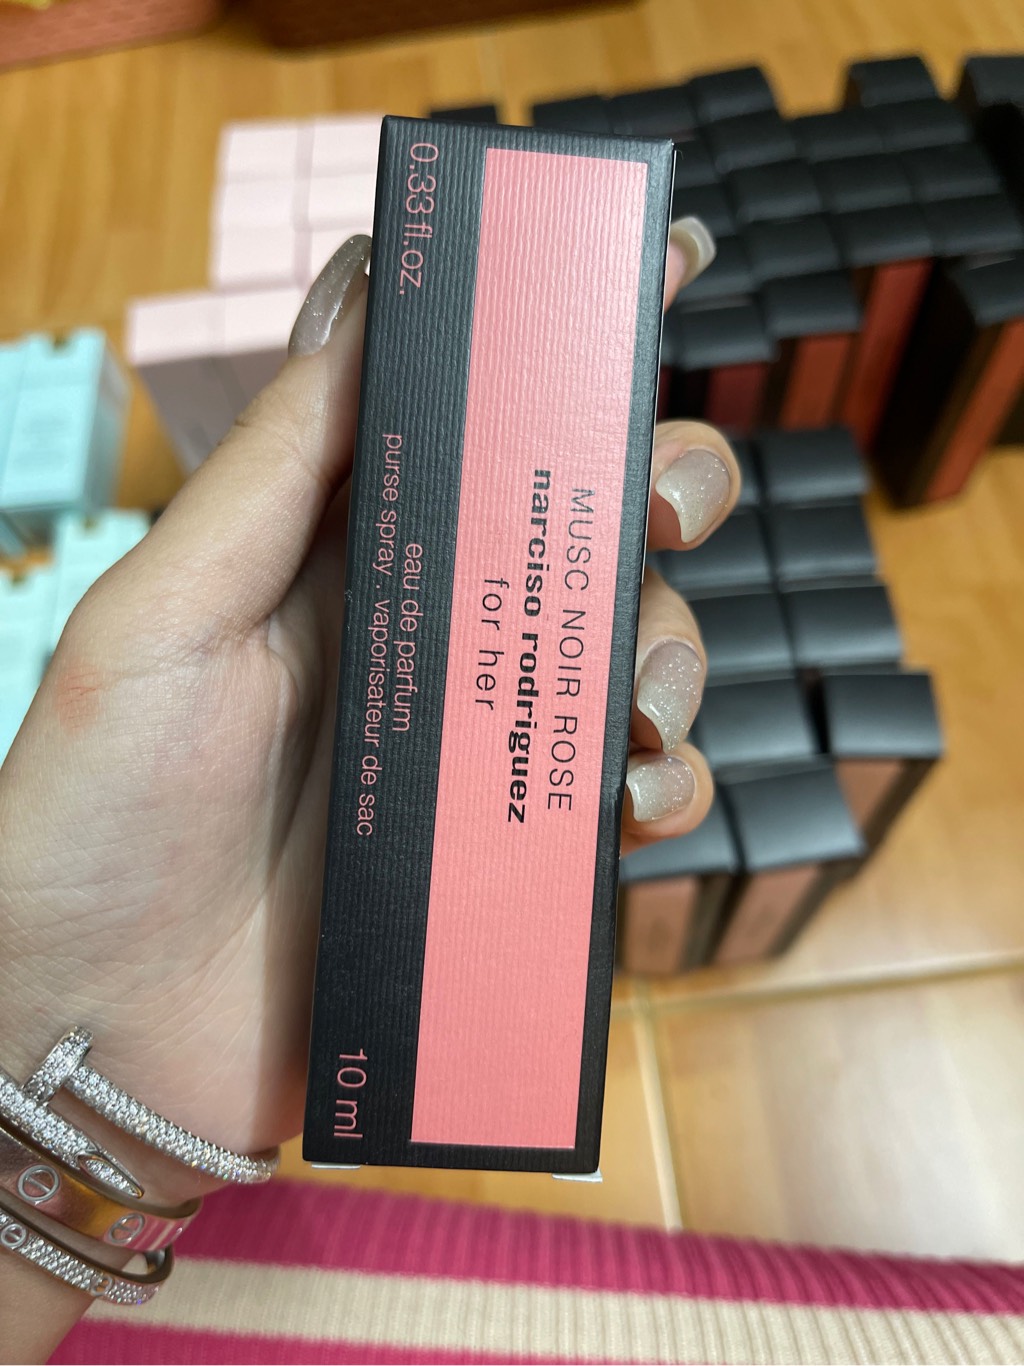 MUSC NOIR ROSE
narciso rodriguez
for her
0.33 fl.oz.
eau de parfum
purse spray . vaporisateur de sac
10 ml